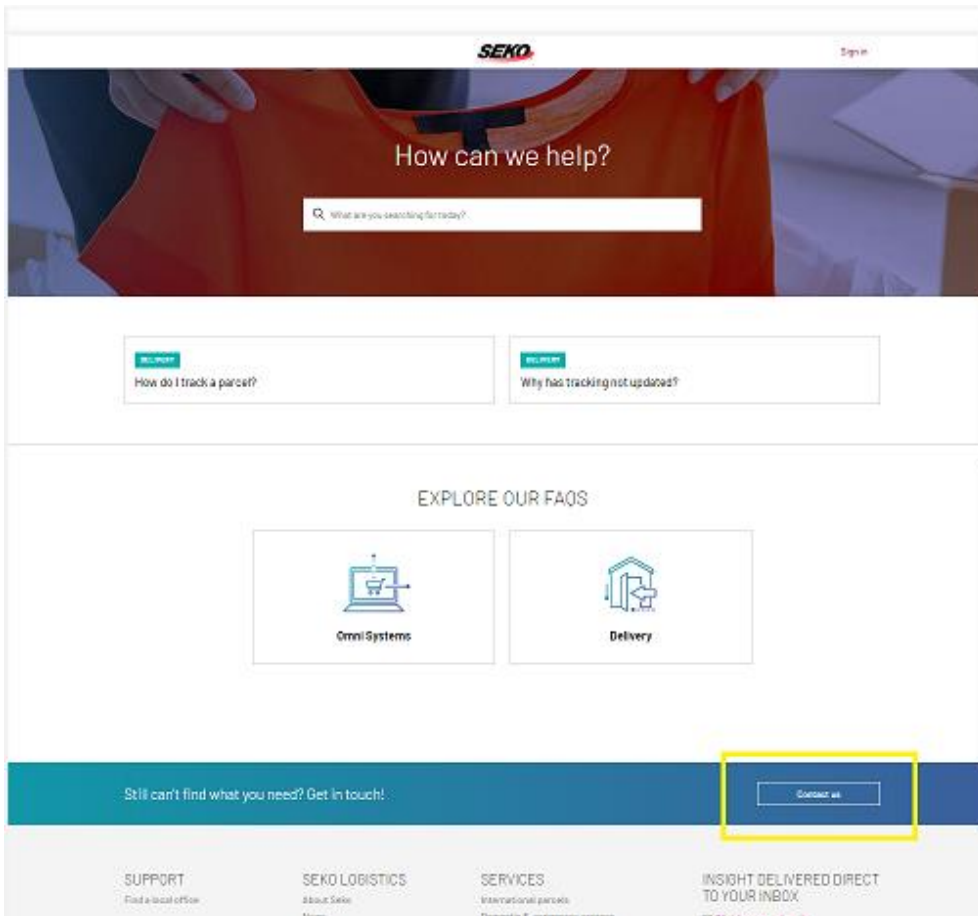 SEKO
Sign in
How can we help?
What are you searching for today?
DELIVERY
How do I track a parcel?
DELIVERY
Why has tracking not updated?
EXPLORE OUR FAQS
Omni Systems
Delivery
Still can't find what you need? Get in touch!
Contact us
SUPPORT
Find a local office
SEKO LOGISTICS
About Seko
SERVICES
International parcels
INSIGHT DELIVERED DIRECT
TO YOUR INBOX